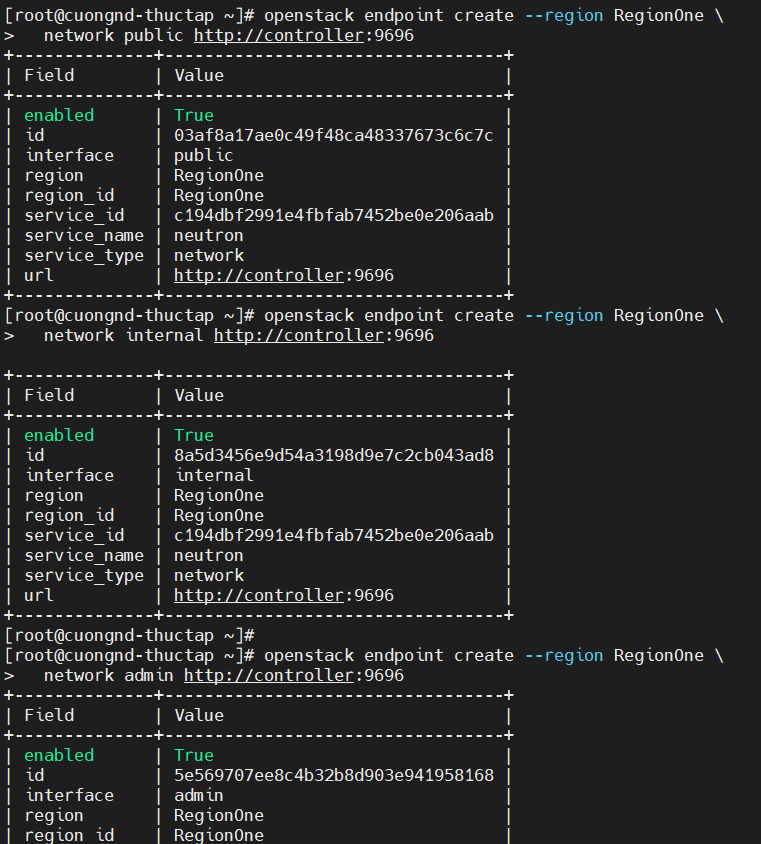 [root@cuongnd-thuctap ~]# openstack endpoint create --region RegionOne \
>   network public http://controller:9696
+--------------+----------------------------------+
| Field        | Value                            |
+--------------+----------------------------------+
| enabled      | True                             |
| id           | 03af8a17ae0c49f48ca48337673c6c7c |
| interface    | public                           |
| region       | RegionOne                        |
| region_id    | RegionOne                        |
| service_id   | c194dbf2991e4fbfab7452be0e206aab |
| service_name | neutron                          |
| service_type | network                          |
| url          | http://controller:9696           |
+--------------+----------------------------------+
[root@cuongnd-thuctap ~]# openstack endpoint create --region RegionOne \
>   network internal http://controller:9696

+--------------+----------------------------------+
| Field        | Value                            |
+--------------+----------------------------------+
| enabled      | True                             |
| id           | 8a5d3456e9d54a3198d9e7c2cb043ad8 |
| interface    | internal                         |
| region       | RegionOne                        |
| region_id    | RegionOne                        |
| service_id   | c194dbf2991e4fbfab7452be0e206aab |
| service_name | neutron                          |
| service_type | network                          |
| url          | http://controller:9696           |
+--------------+----------------------------------+
[root@cuongnd-thuctap ~]#
[root@cuongnd-thuctap ~]# openstack endpoint create --region RegionOne \
>   network admin http://controller:9696
+--------------+----------------------------------+
| Field        | Value                            |
+--------------+----------------------------------+
| enabled      | True                             |
| id           | 5e569707ee8c4b32b8d903e941958168 |
| interface    | admin                            |
| region       | RegionOne                        |
| region_id    | RegionOne                        |